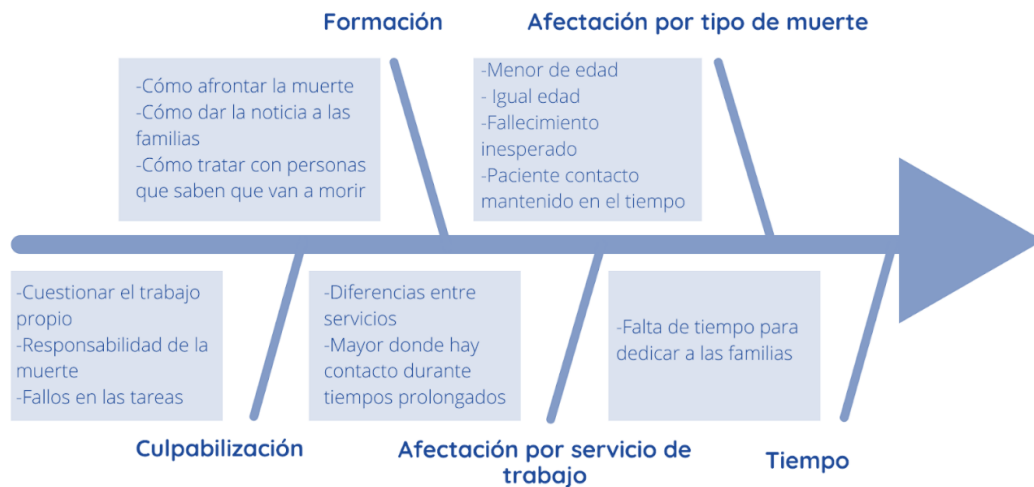 Formación
Afectación por tipo de muerte
-Cómo afrontar la muerte
-Cómo dar la noticia a las
familias
-Cómo tratar con personas
que saben que van a morir
-Menor de edad
- Igual edad
-Fallecimiento
inesperado
-Paciente contacto
mantenido en el tiempo
-Cuestionar el trabajo
propio
-Responsabilidad de la
muerte
-Fallos en las tareas
-Diferencias entre
servicios
-Mayor donde hay
contacto durante
tiempos prolongados
-Falta de tiempo para
dedicar a las familias
Culpabilización
Afectación por servicio de
trabajo
Tiempo